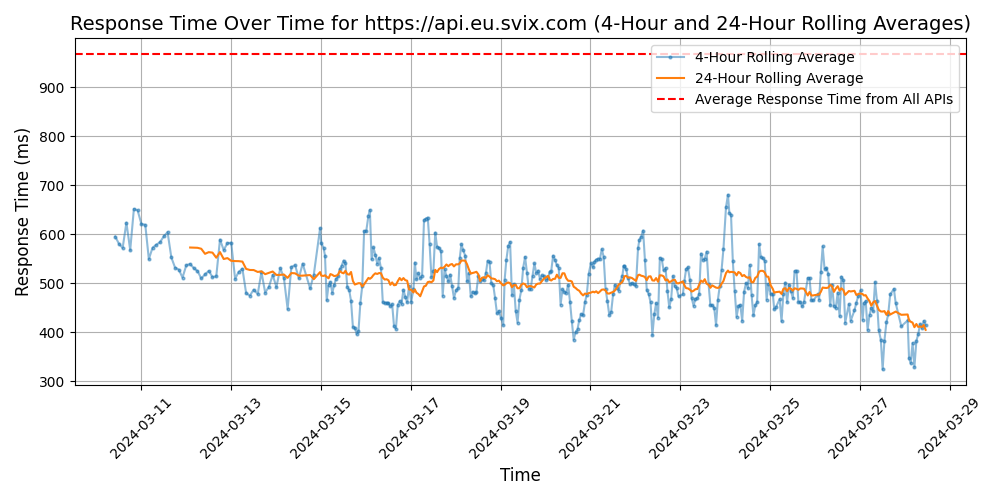 Response Time Over Time for https://api.eu.svix.com (4-Hour and 24-Hour Rolling Averages)
4-Hour Rolling Average
24-Hour Rolling Average
Average Response Time from All APIs
Response Time (ms)
900
800
700
600
500
400
300
2024-03-11
2024-03-13
2024-03-15
2024-03-17
2024-03-19
2024-03-21
2024-03-23
2024-03-25
2024-03-27
2024-03-29
Time